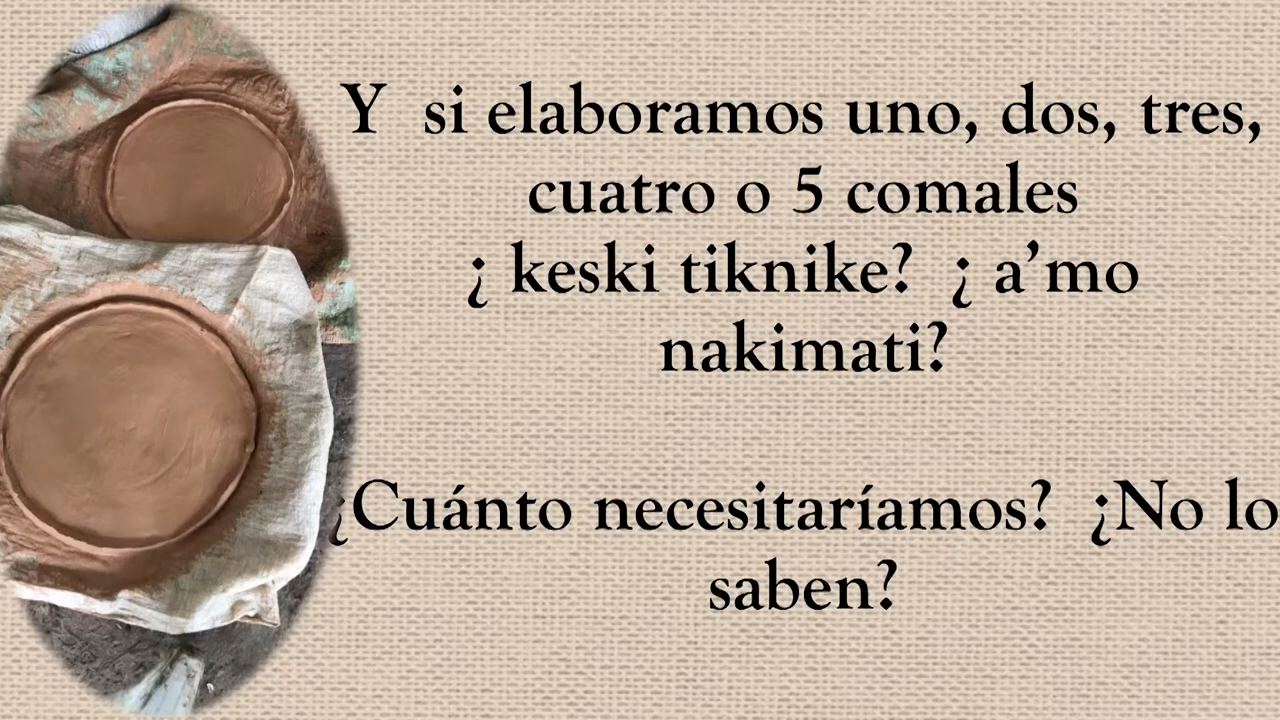 Y si elaboramos uno, dos, tres,
cuatro o 5 comales
¿ keski tiknike? ¿ a’mo
nakimati?
¿Cuánto necesitaríamos? ¿No lo
saben?